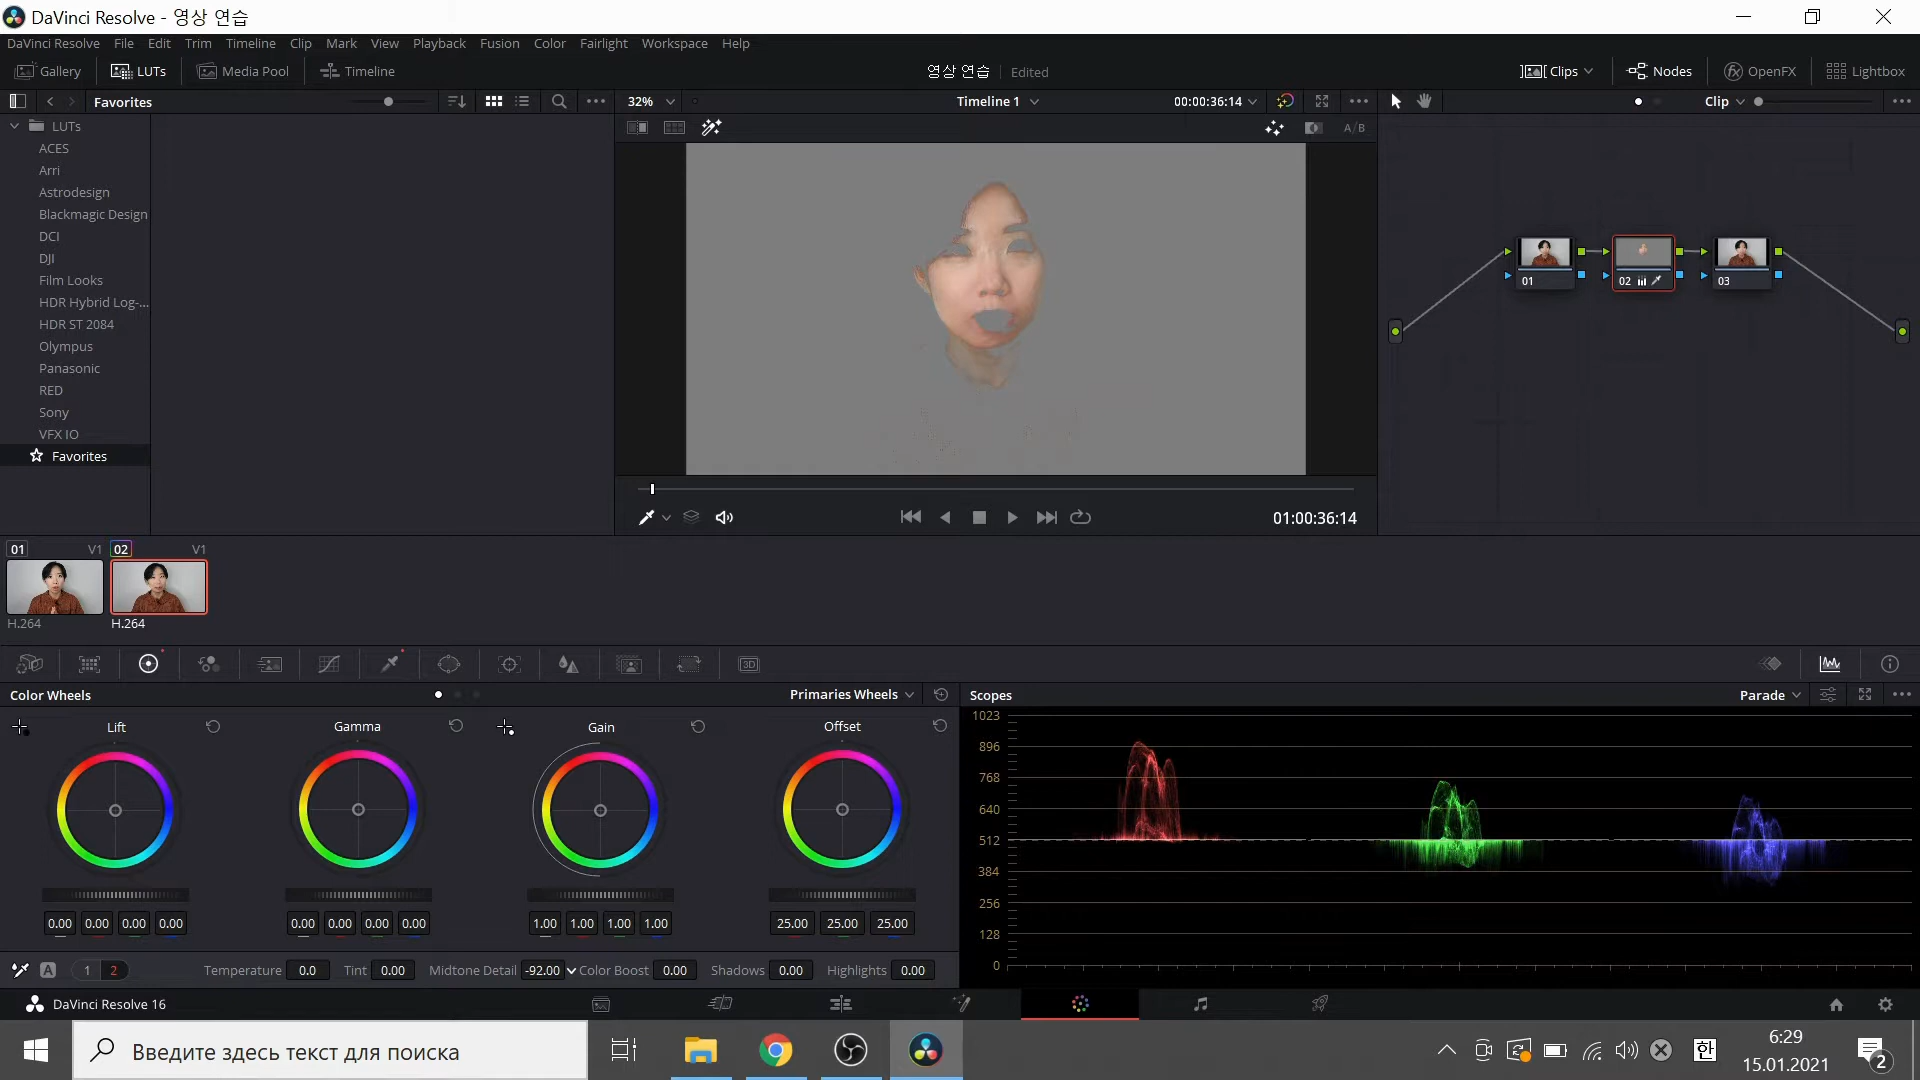 DaVinci Resolve - 영상 연습
DaVinci Resolve File Edit Trim Timeline Clip Mark View Playback Fusion Color Fairlight Workspace Help
Gallery LUTs Media Pool Timeline 영상 연습 Edited Clips Nodes OpenFX Lightbox
Favorites 32% Timeline 1 00:00:36:14 Clip
A/B
LUTs
ACES
Arri
Astrodesign
Blackmagic Design
DCI
DJI
Film Looks
HDR Hybrid Log-...
HDR ST 2084
Olympus
Panasonic
RED
Sony
VFX IO
Favorites
01 02 03
01:00:36:14
01 V1 02 V1
H.264 H.264
3D
Color Wheels Primaries Wheels Scopes Parade
Lift Gamma Gain Offset
1023
896
768
640
512
384
256
128
0
0.00 0.00 0.00 0.00 0.00 0.00 0.00 0.00 1.00 1.00 1.00 1.00 25.00 25.00 25.00
A 1 2 Temperature 0.0 Tint 0.00 Midtone Detail -92.00 Color Boost 0.00 Shadows 0.00 Highlights 0.00
DaVinci Resolve 16
Введите здесь текст для поиска
한
6:29
15.01.2021
2